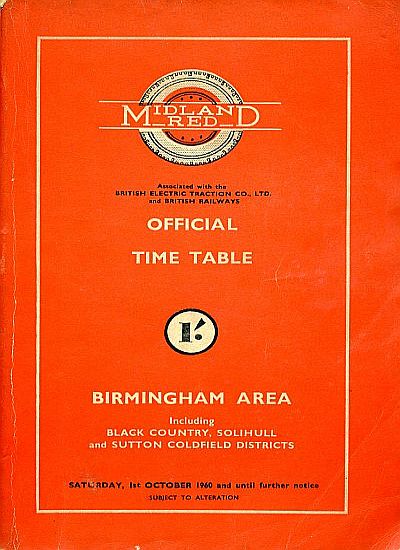 MIDLAND
RED
Associated with the
BRITISH ELECTRIC TRACTION CO., LTD.
and BRITISH RAILWAYS
OFFICIAL
TIME TABLE
1/-
BIRMINGHAM AREA
Including
BLACK COUNTRY, SOLIHULL
and SUTTON COLDFIELD DISTRICTS
SATURDAY, 1st OCTOBER 1960 and until further notice
SUBJECT TO ALTERATION